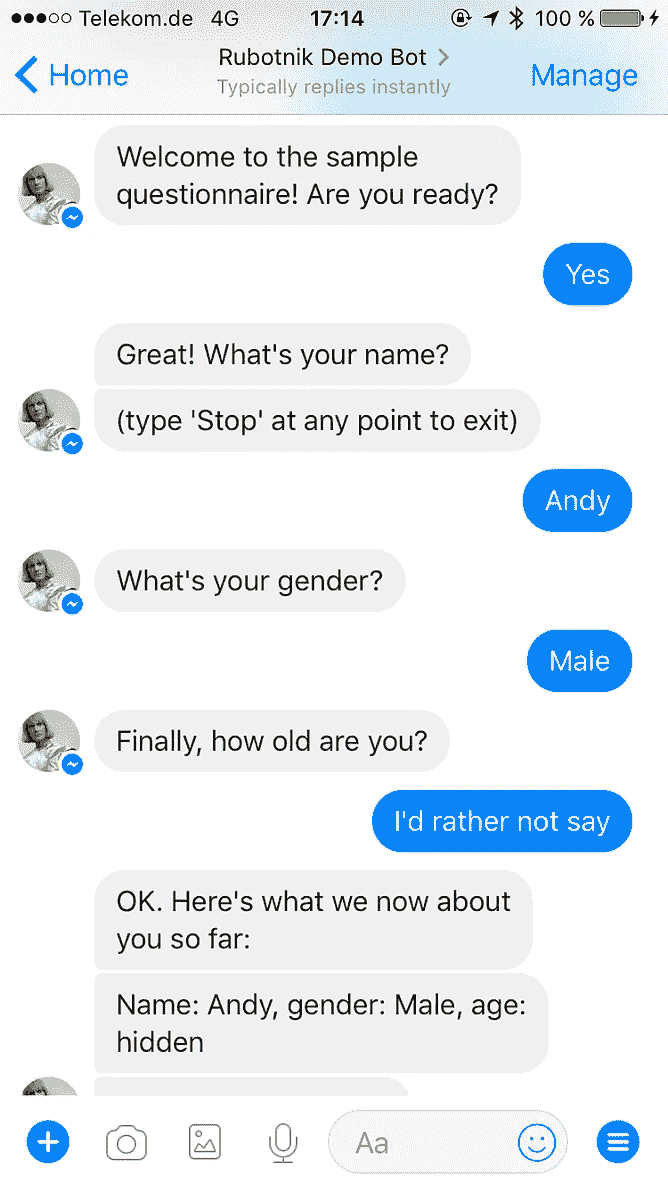 Telekom.de 4G 17:14 100 %
Home Rubotnik Demo Bot Manage
Typically replies instantly
Welcome to the sample
questionnaire! Are you ready?
Yes
Great! What's your name?
(type 'Stop' at any point to exit)
Andy
What's your gender?
Male
Finally, how old are you?
I'd rather not say
OK. Here's what we now about
you so far:
Name: Andy, gender: Male, age:
hidden
Aa